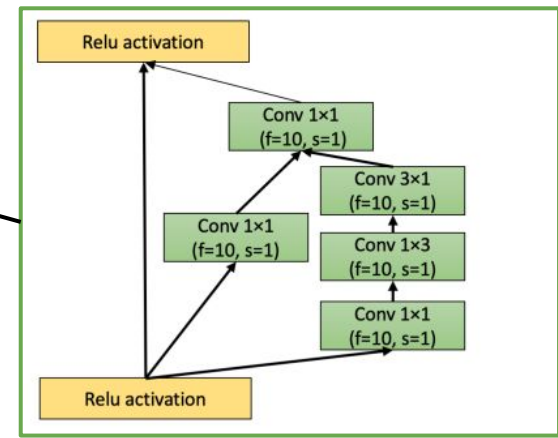 Relu activation
Conv 1×1
(f=10, s=1)
Conv 3×1
(f=10, s=1)
Conv 1×1
(f=10, s=1)
Conv 1×3
(f=10, s=1)
Conv 1×1
(f=10, s=1)
Relu activation